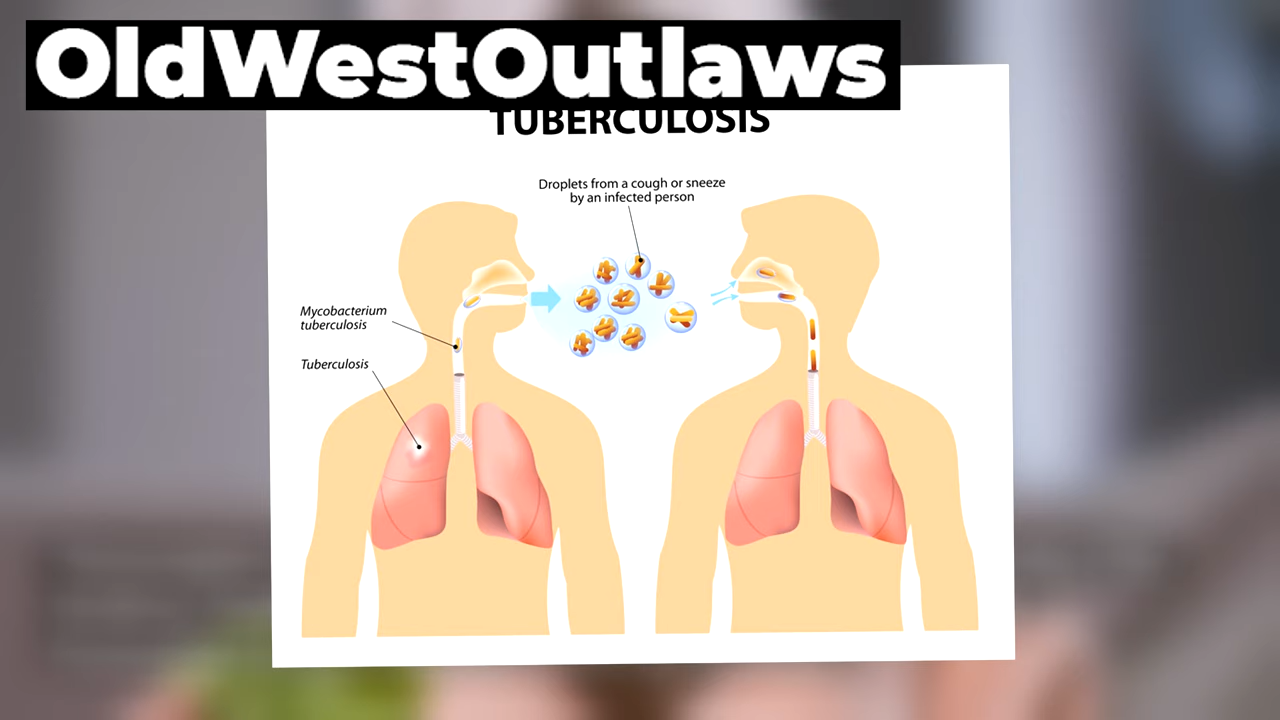 OldWestOutlaws
TUBERCULOSIS
Droplets from a cough or sneeze
by an infected person
Mycobacterium
tuberculosis
Tuberculosis